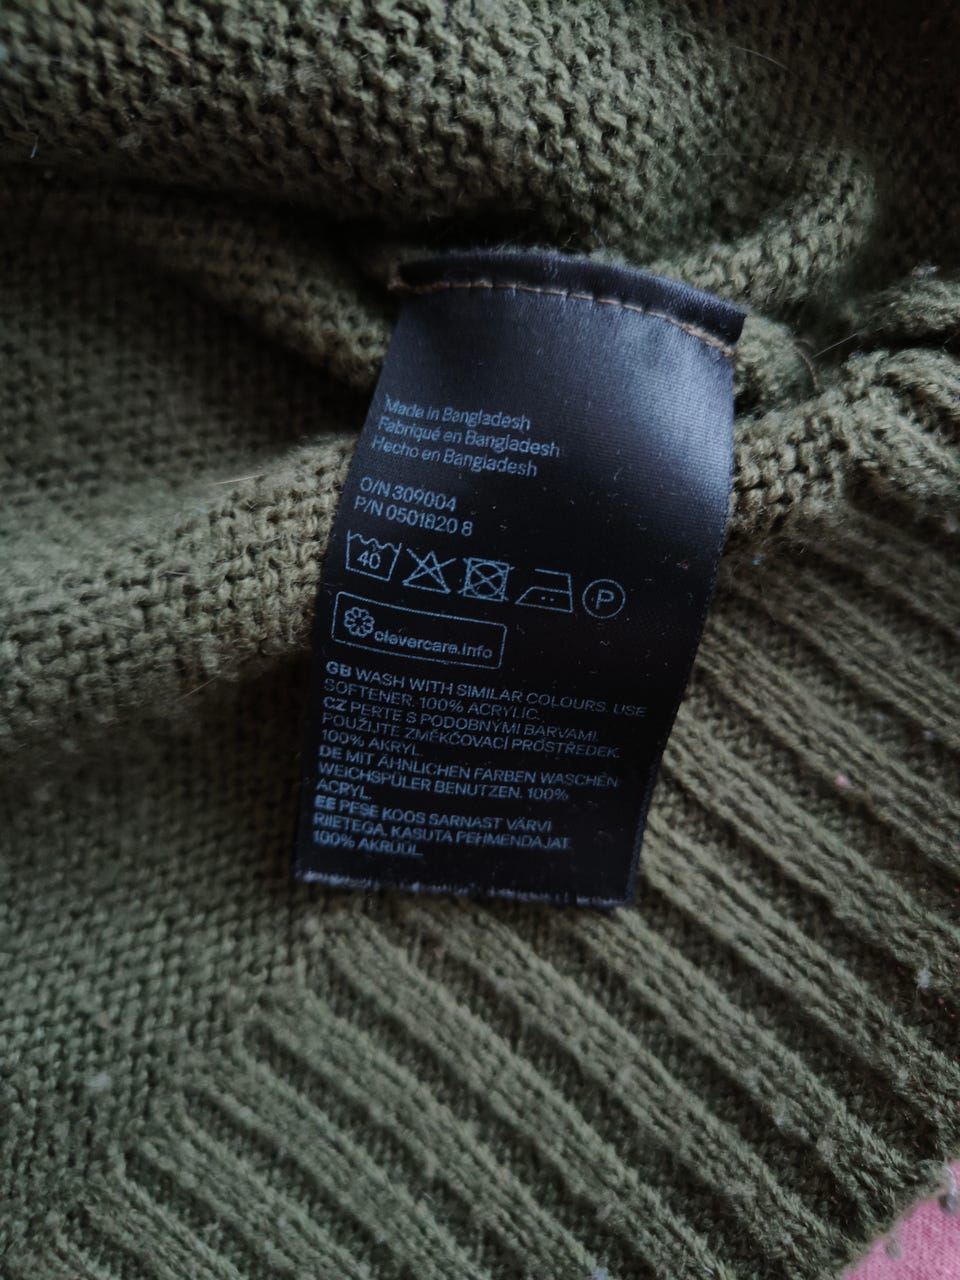 Made in Bangladesh
Fabriqué en Bangladesh
Hecho en Bangladesh
O/N 309004
P/N 0501820 8
40 P
clevercare.info
GB WASH WITH SIMILAR COLOURS. USE
SOFTENER. 100% ACRYLIC.
CZ PERTE S PODOBNÝMI BARVAMI.
POUŽIJTE ZMĚKČOVACÍ PROSTŘEDEK.
100% AKRYL.
DE MIT ÄHNLICHEN FARBEN WASCHEN.
WEICHSPÜLER BENUTZEN. 100%
ACRYL.
EE PESE KOOS SARNAST VÄRVI
RIIETEGA. KASUTA PEHMENDAJAT.
100% AKRÜÜL.